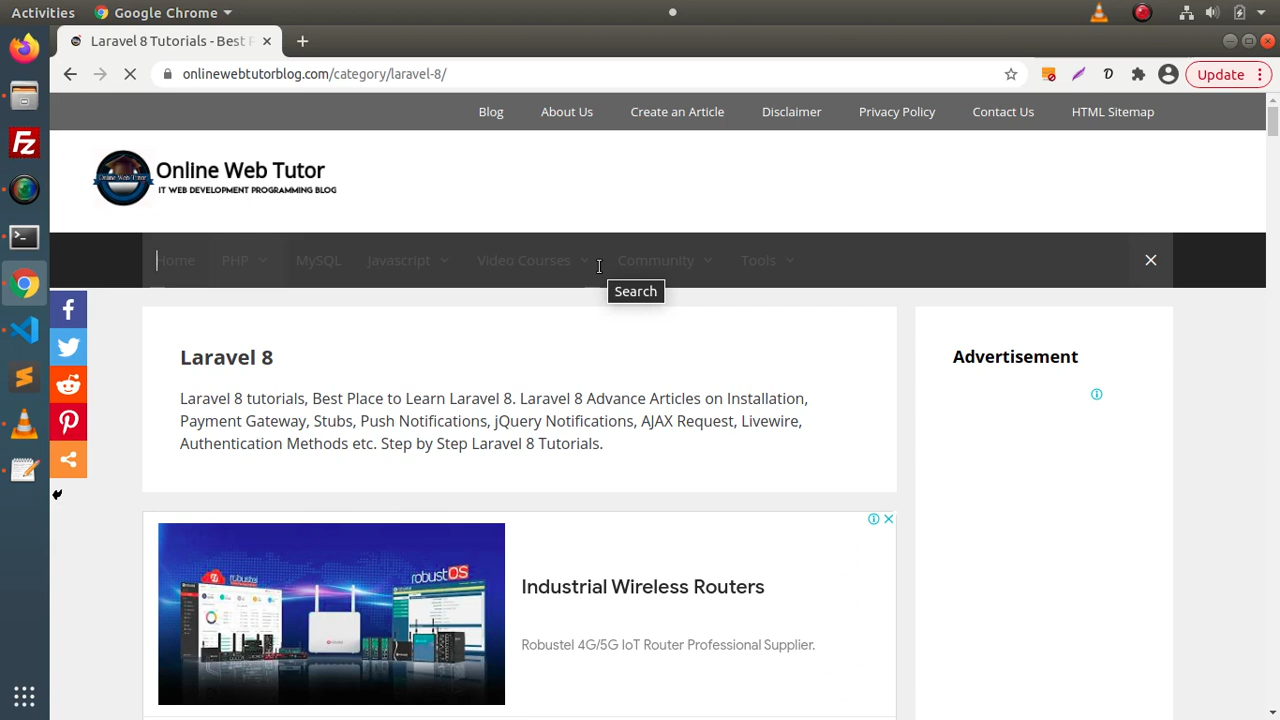 Activities
Google Chrome
Laravel 8 Tutorials - Best
onlinewebtutorblog.com/category/laravel-8/
Update
Blog
About Us
Create an Article
Disclaimer
Privacy Policy
Contact Us
HTML Sitemap
Online Web Tutor
Online Web Tutor
IT WEB DEVELOPMENT PROGRAMMING BLOG
Home
PHP
MySQL
Javascript
Video Courses
Community
Tools
Search
Laravel 8
Laravel 8 tutorials, Best Place to Learn Laravel 8. Laravel 8 Advance Articles on Installation,
Payment Gateway, Stubs, Push Notifications, jQuery Notifications, AJAX Request, Livewire,
Authentication Methods etc. Step by Step Laravel 8 Tutorials.
Advertisement
robustel
robustOS
Industrial Wireless Routers
Robustel 4G/5G IoT Router Professional Supplier.